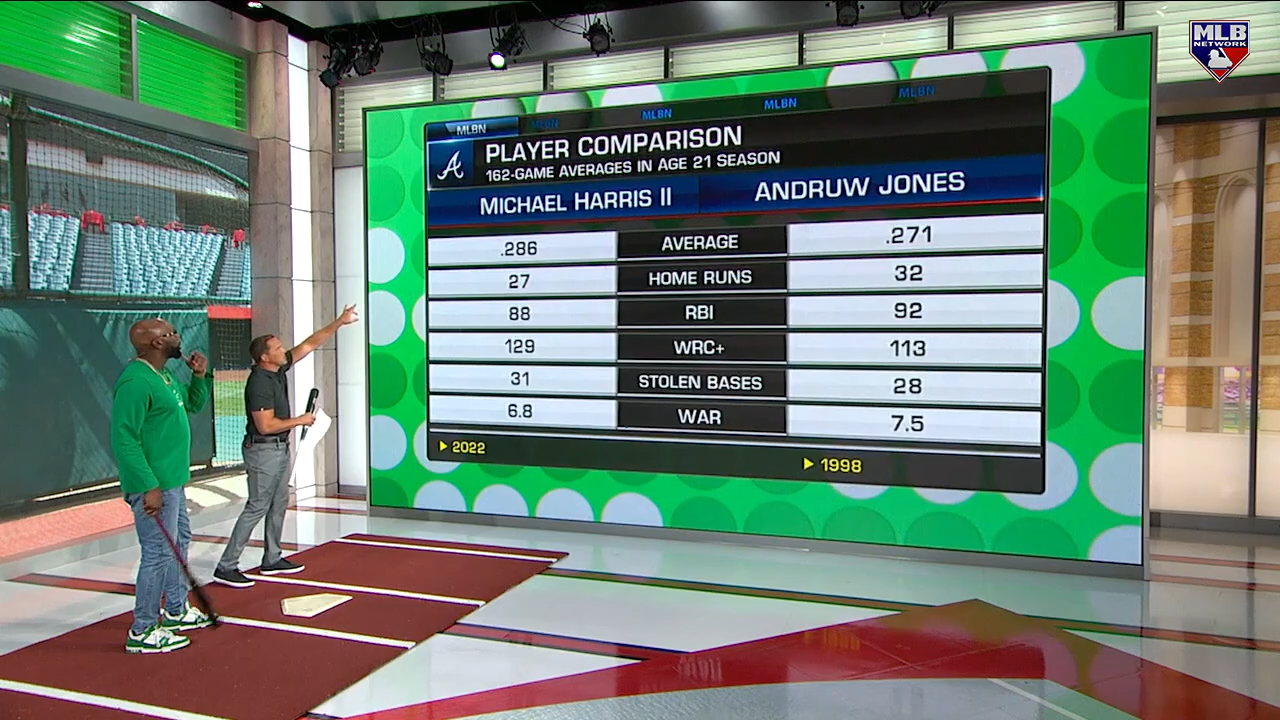 MLB
NETWORK
MLBN MLBN MLBN MLBN MLBN
A
PLAYER COMPARISON
162-GAME AVERAGES IN AGE 21 SEASON
MICHAEL HARRIS II ANDRUW JONES
.286 AVERAGE .271
27 HOME RUNS 32
88 RBI 92
129 WRC+ 113
31 STOLEN BASES 28
6.8 WAR 7.5
2022 1998